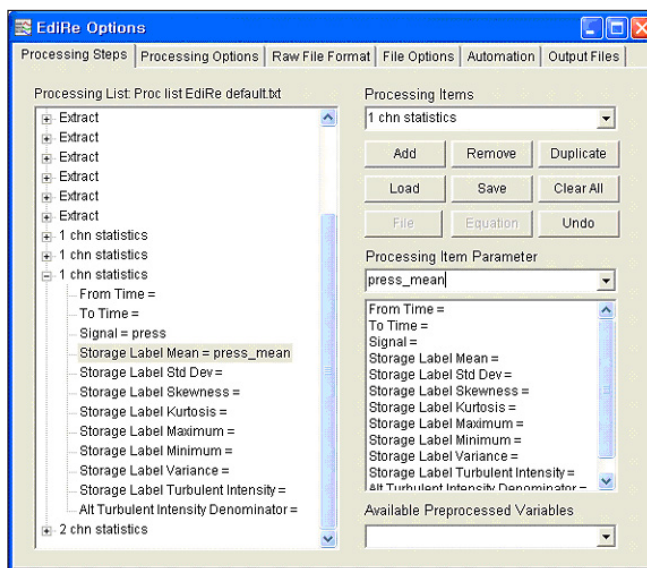 EdiRe Options
Processing Steps Processing Options Raw File Format File Options Automation Output Files
Processing List: Proc list EdiRe default.txt
Extract
Extract
Extract
Extract
Extract
Extract
1 chn statistics
1 chn statistics
1 chn statistics
From Time =
To Time =
Signal = press
Storage Label Mean = press_mean
Storage Label Std Dev =
Storage Label Skewness =
Storage Label Kurtosis =
Storage Label Maximum =
Storage Label Minimum =
Storage Label Variance =
Storage Label Turbulent Intensity =
Alt Turbulent Intensity Denominator =
2 chn statistics
Processing Items
1 chn statistics
Add Remove Duplicate
Load Save Clear All
File Equation Undo
Processing Item Parameter
press_mean
From Time =
To Time =
Signal =
Storage Label Mean =
Storage Label Std Dev =
Storage Label Skewness =
Storage Label Kurtosis =
Storage Label Maximum =
Storage Label Minimum =
Storage Label Variance =
Storage Label Turbulent Intensity =
Alt Turbulent Intensity Denominator =
Available Preprocessed Variables